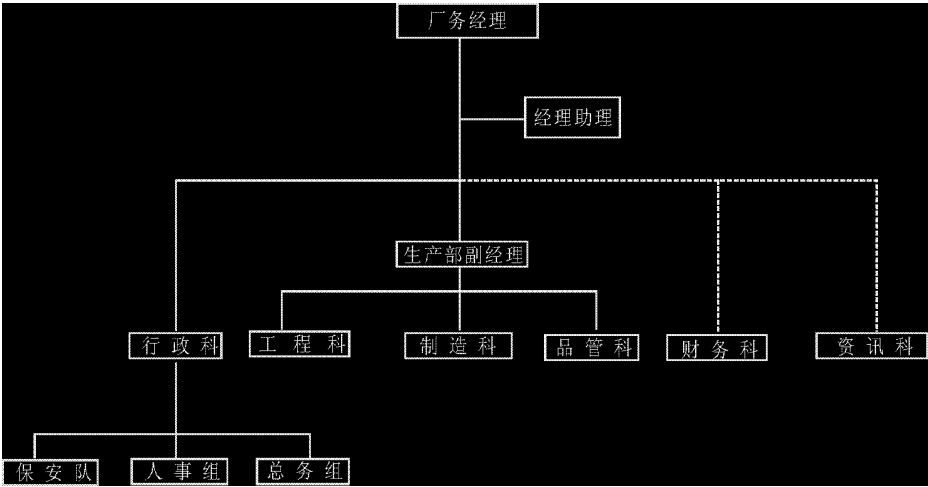 厂务经理
经理助理
生产部副经理
行政科
工程科
制造科
品管科
财务科
资讯科
保安队
人事组
总务组